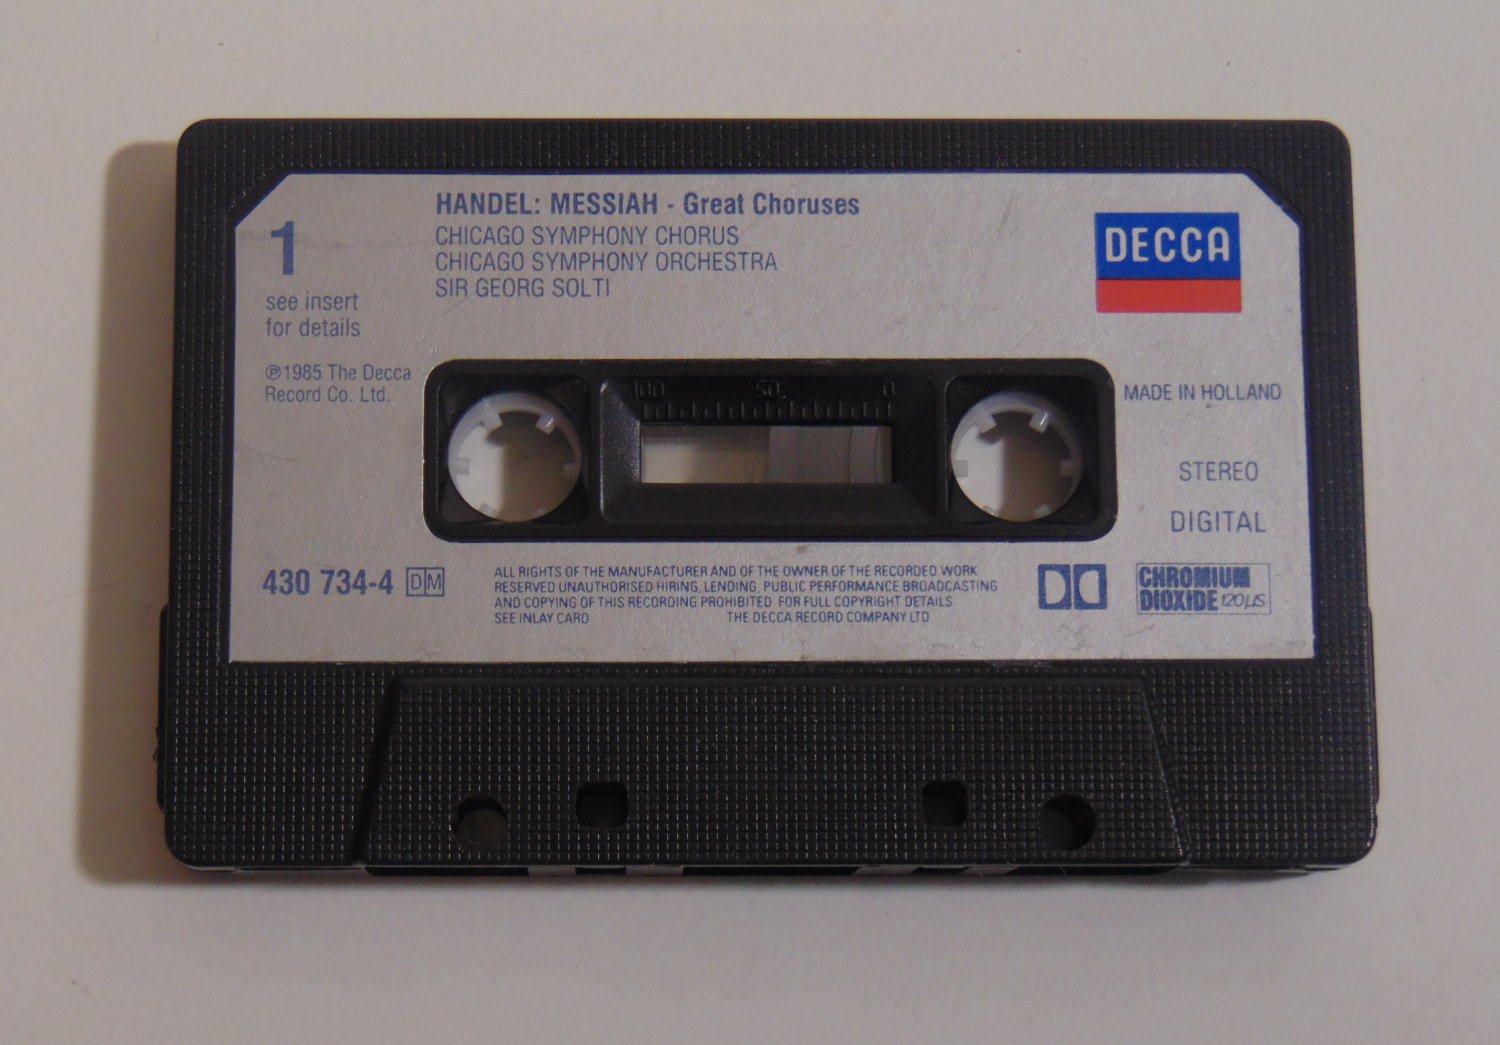 HANDEL: MESSIAH - Great Choruses
CHICAGO SYMPHONY CHORUS
CHICAGO SYMPHONY ORCHESTRA
SIR GEORG SOLTI
1
see insert
for details
DECCA
℗1985 The Decca
Record Co. Ltd.
100 50 0
MADE IN HOLLAND
STEREO
DIGITAL
430 734-4 DM
ALL RIGHTS OF THE MANUFACTURER AND OF THE OWNER OF THE RECORDED WORK
RESERVED UNAUTHORISED HIRING, LENDING, PUBLIC PERFORMANCE BROADCASTING
AND COPYING OF THIS RECORDING PROHIBITED FOR FULL COPYRIGHT DETAILS
SEE INLAY CARD THE DECCA RECORD COMPANY LTD
CHROMIUM
DIOXIDE 120µS